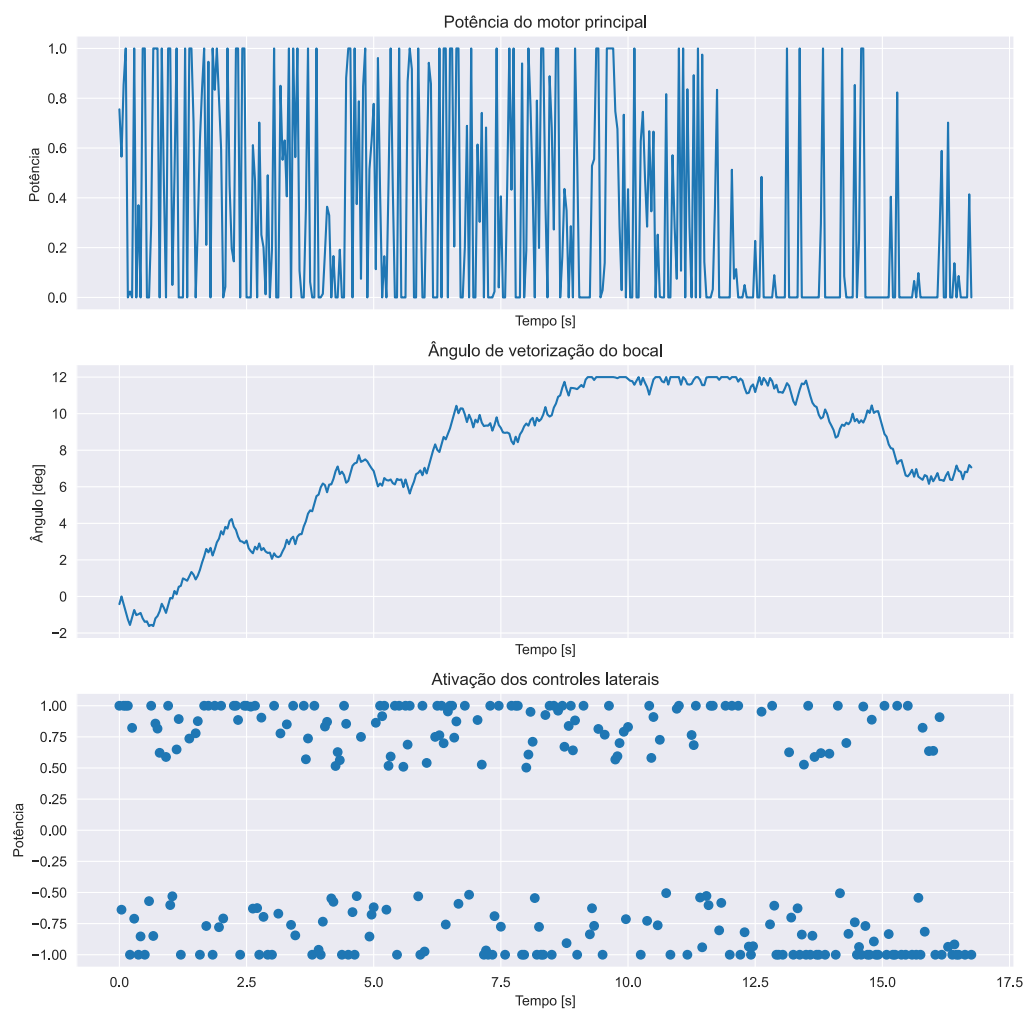 Potência do motor principal
1.0
0.8
0.6
0.4
0.2
0.0
Potência
Tempo [s]
Ângulo de vetorização do bocal
12
10
8
6
4
2
0
−2
Ângulo [deg]
Tempo [s]
Ativação dos controles laterais
1.00
0.75
0.50
0.25
0.00
−0.25
−0.50
−0.75
−1.00
Potência
0.0 2.5 5.0 7.5 10.0 12.5 15.0 17.5
Tempo [s]